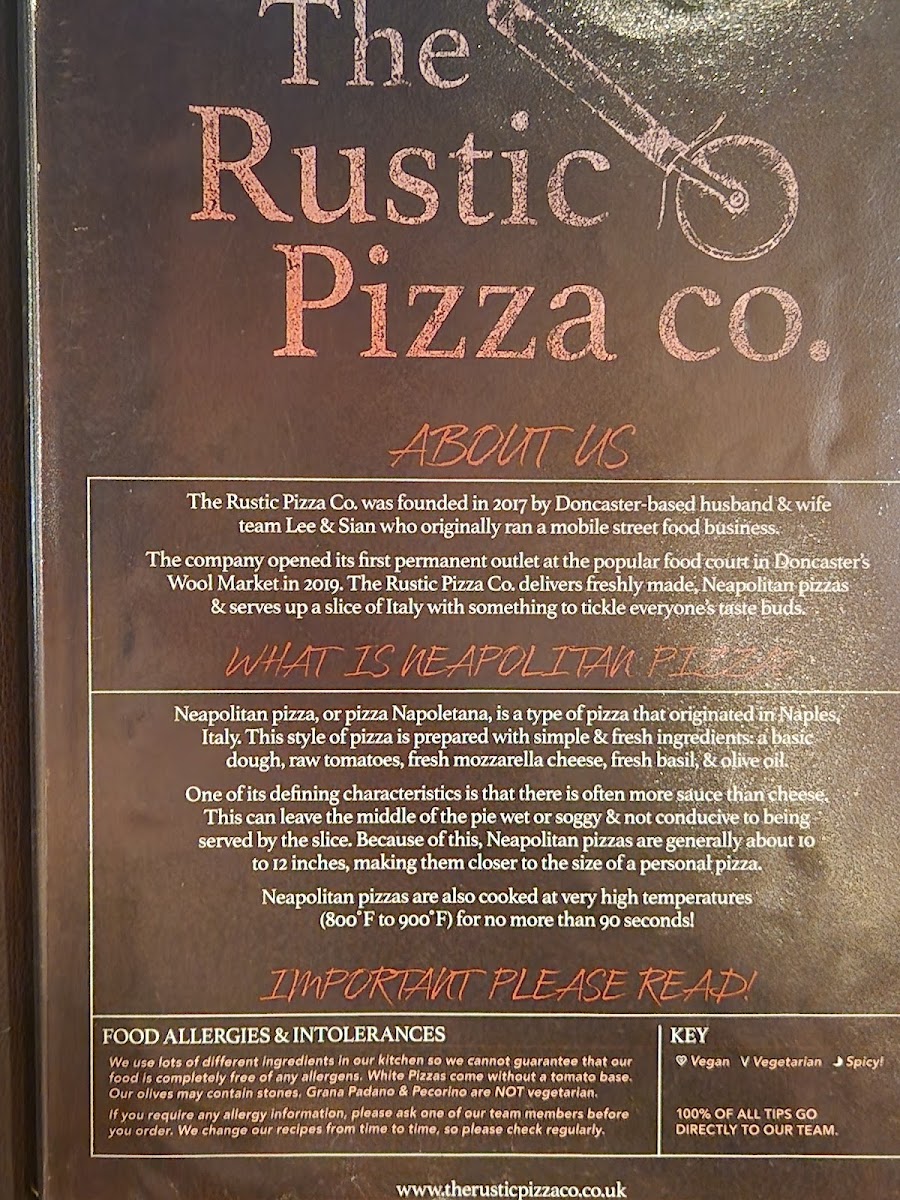 The
Rustic
Pizza co.
ABOUT US
The Rustic Pizza Co. was founded in 2017 by Doncaster-based husband & wife
team Lee & Sian who originally ran a mobile street food business.
The company opened its first permanent outlet at the popular food court in Doncaster's
Wool Market in 2019. The Rustic Pizza Co. delivers freshly made, Neapolitan pizzas
& serves up a slice of Italy with something to tickle everyone's taste buds.
WHAT IS NEAPOLITAN PIZZA?
Neapolitan pizza, or pizza Napoletana, is a type of pizza that originated in Naples,
Italy. This style of pizza is prepared with simple & fresh ingredients: a basic
dough, raw tomatoes, fresh mozzarella cheese, fresh basil, & olive oil.
One of its defining characteristics is that there is often more sauce than cheese.
This can leave the middle of the pie wet or soggy & not conducive to being
served by the slice. Because of this, Neapolitan pizzas are generally about 10
to 12 inches, making them closer to the size of a personal pizza.
Neapolitan pizzas are also cooked at very high temperatures
(800°F to 900°F) for no more than 90 seconds!
IMPORTANT PLEASE READ!
FOOD ALLERGIES & INTOLERANCES
We use lots of different ingredients in our kitchen so we cannot guarantee that our
food is completely free of any allergens. White Pizzas come without a tomato base.
Our olives may contain stones. Grana Padano & Pecorino are NOT vegetarian.
If you require any allergy information, please ask one of our team members before
you order. We change our recipes from time to time, so please check regularly.
KEY
Vegan V Vegetarian Spicy!
100% OF ALL TIPS GO
DIRECTLY TO OUR TEAM.
www.therusticpizzaco.co.uk